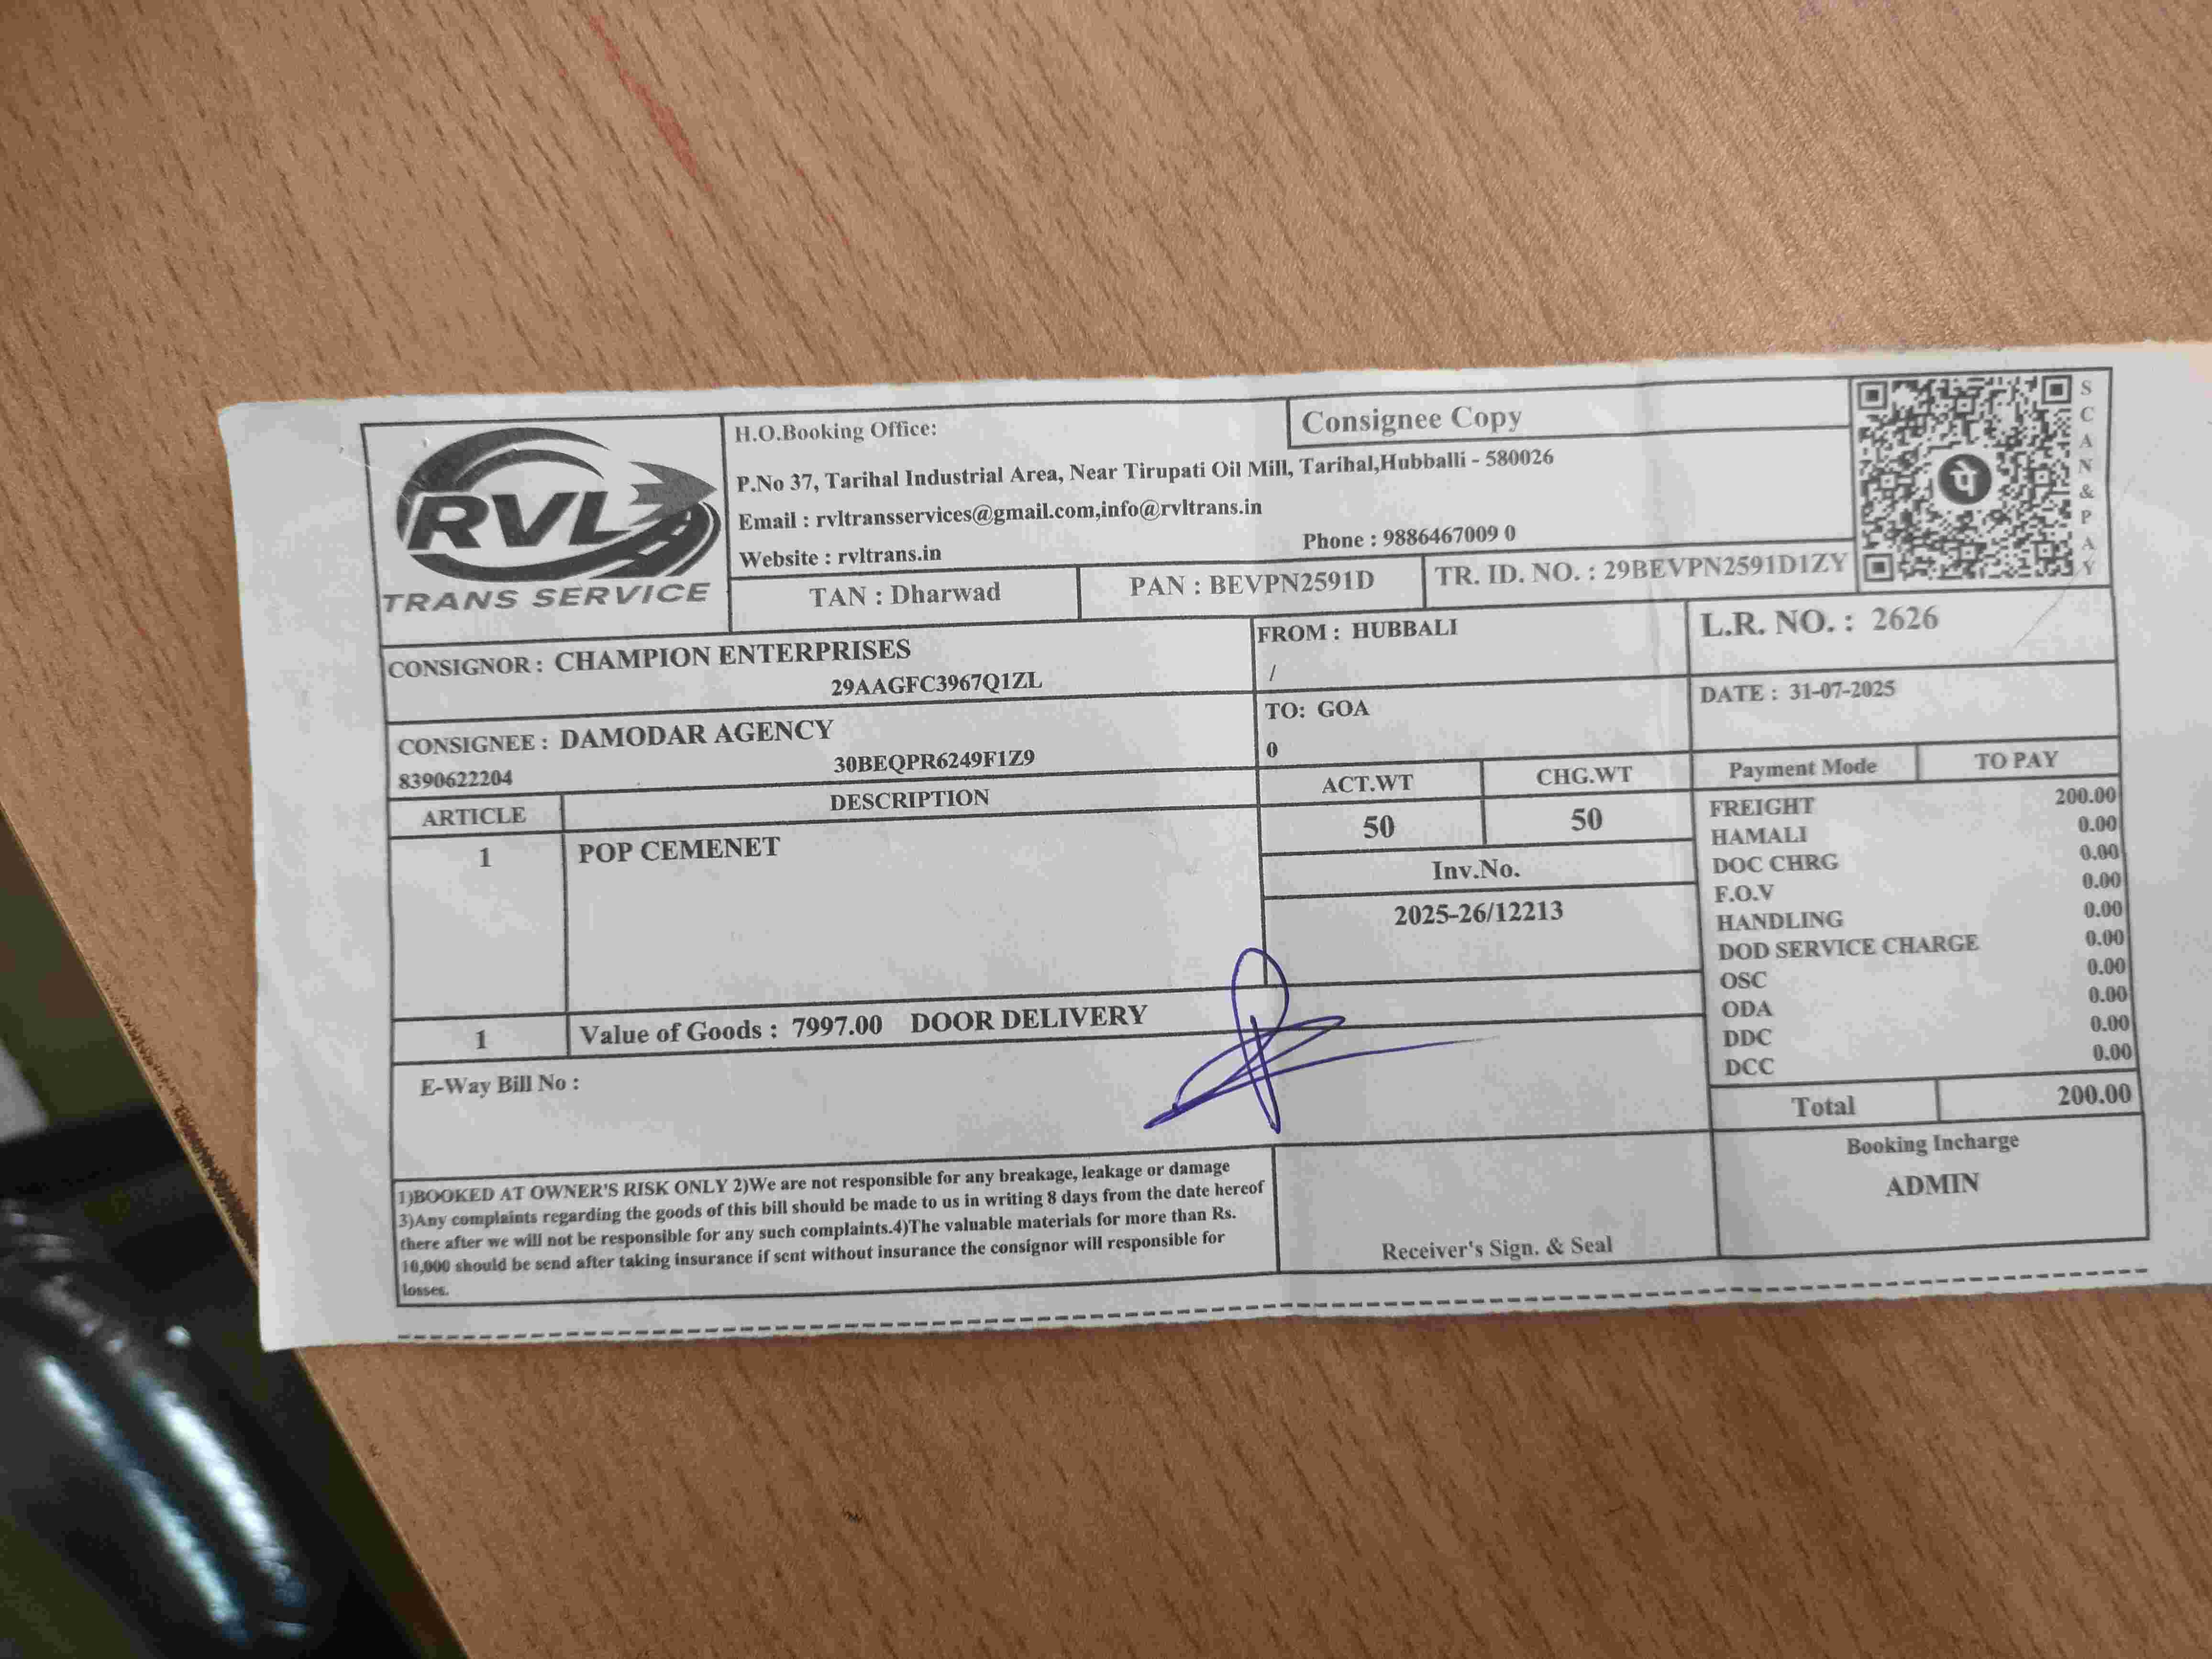 RVL
TRANS SERVICE
H.O.Booking Office:
Consignee Copy
P.No 37, Tarihal Industrial Area, Near Tirupati Oil Mill, Tarihal,Hubballi - 580026
Email : rvltransservices@gmail.com,info@rvltrans.in
Website : rvltrans.in
Phone : 9886467009 0
TAN : Dharwad
PAN : BEVPN2591D
TR. ID. NO. : 29BEVPN2591D1ZY
पे
SCAN&PAY
CONSIGNOR : CHAMPION ENTERPRISES
29AAGFC3967Q1ZL
FROM : HUBBALI
/
L.R. NO. : 2626
CONSIGNEE : DAMODAR AGENCY
8390622204 30BEQPR6249F1Z9
TO: GOA
0
DATE : 31-07-2025
ARTICLE DESCRIPTION
ACT.WT CHG.WT
Payment Mode TO PAY
1 POP CEMENET
50 50
Inv.No.
2025-26/12213
FREIGHT 200.00
HAMALI 0.00
DOC CHRG 0.00
F.O.V 0.00
HANDLING 0.00
DOD SERVICE CHARGE 0.00
OSC 0.00
ODA 0.00
DDC 0.00
DCC 0.00
1 Value of Goods : 7997.00 DOOR DELIVERY
E-Way Bill No :
Total 200.00
1)BOOKED AT OWNER'S RISK ONLY 2)We are not responsible for any breakage, leakage or damage
3)Any complaints regarding the goods of this bill should be made to us in writing 8 days from the date hereof
there after we will not be responsible for any such complaints.4)The valuable materials for more than Rs.
10,000 should be send after taking insurance if sent without insurance the consignor will responsible for
losses.
Receiver's Sign. & Seal
Booking Incharge
ADMIN